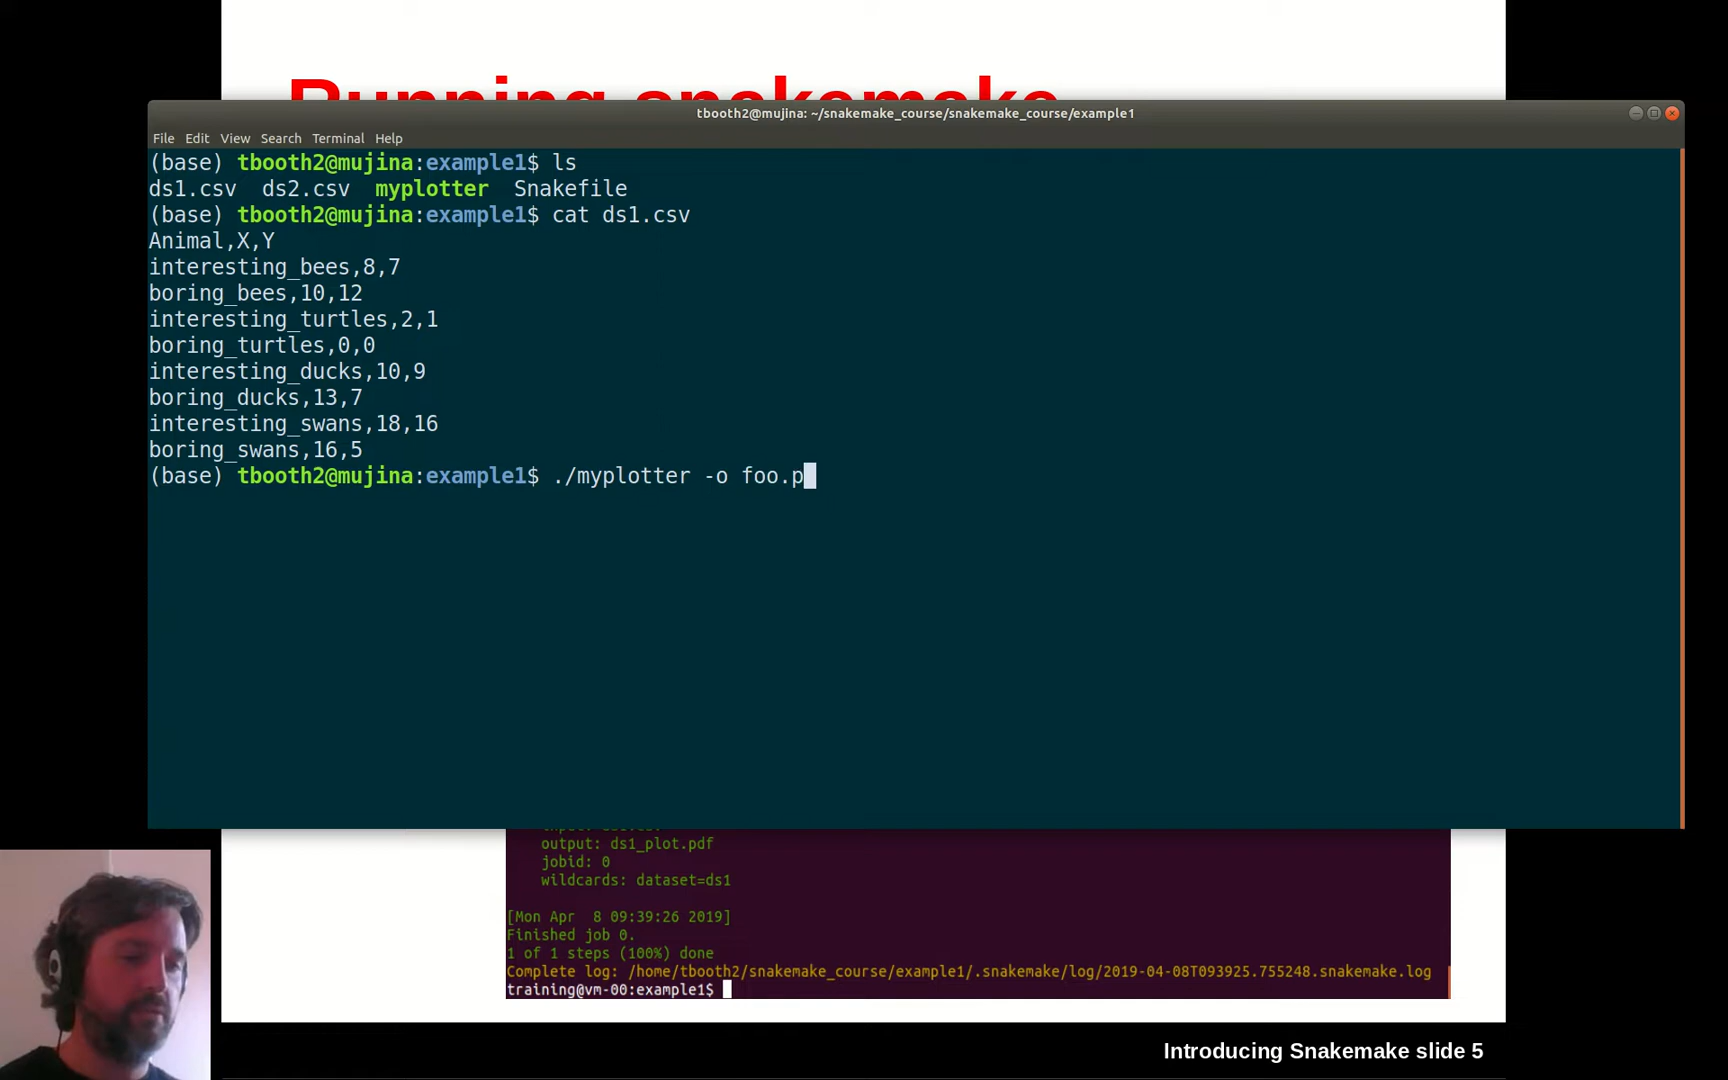 Running snakemake
tbooth2@mujina: ~/snakemake_course/snakemake_course/example1
File Edit View Search Terminal Help
(base) tbooth2@mujina:example1$ ls
ds1.csv ds2.csv myplotter Snakefile
(base) tbooth2@mujina:example1$ cat ds1.csv
Animal,X,Y
interesting_bees,8,7
boring_bees,10,12
interesting_turtles,2,1
boring_turtles,0,0
interesting_ducks,10,9
boring_ducks,13,7
interesting_swans,18,16
boring_swans,16,5
(base) tbooth2@mujina:example1$ ./myplotter -o foo.p
output: ds1_plot.pdf
jobid: 0
wildcards: dataset=ds1
[Mon Apr 8 09:39:26 2019]
Finished job 0.
1 of 1 steps (100%) done
Complete log: /home/tbooth2/snakemake_course/example1/.snakemake/log/2019-04-08T093925.755248.snakemake.log
training@vm-00:example1$
Introducing Snakemake slide 5